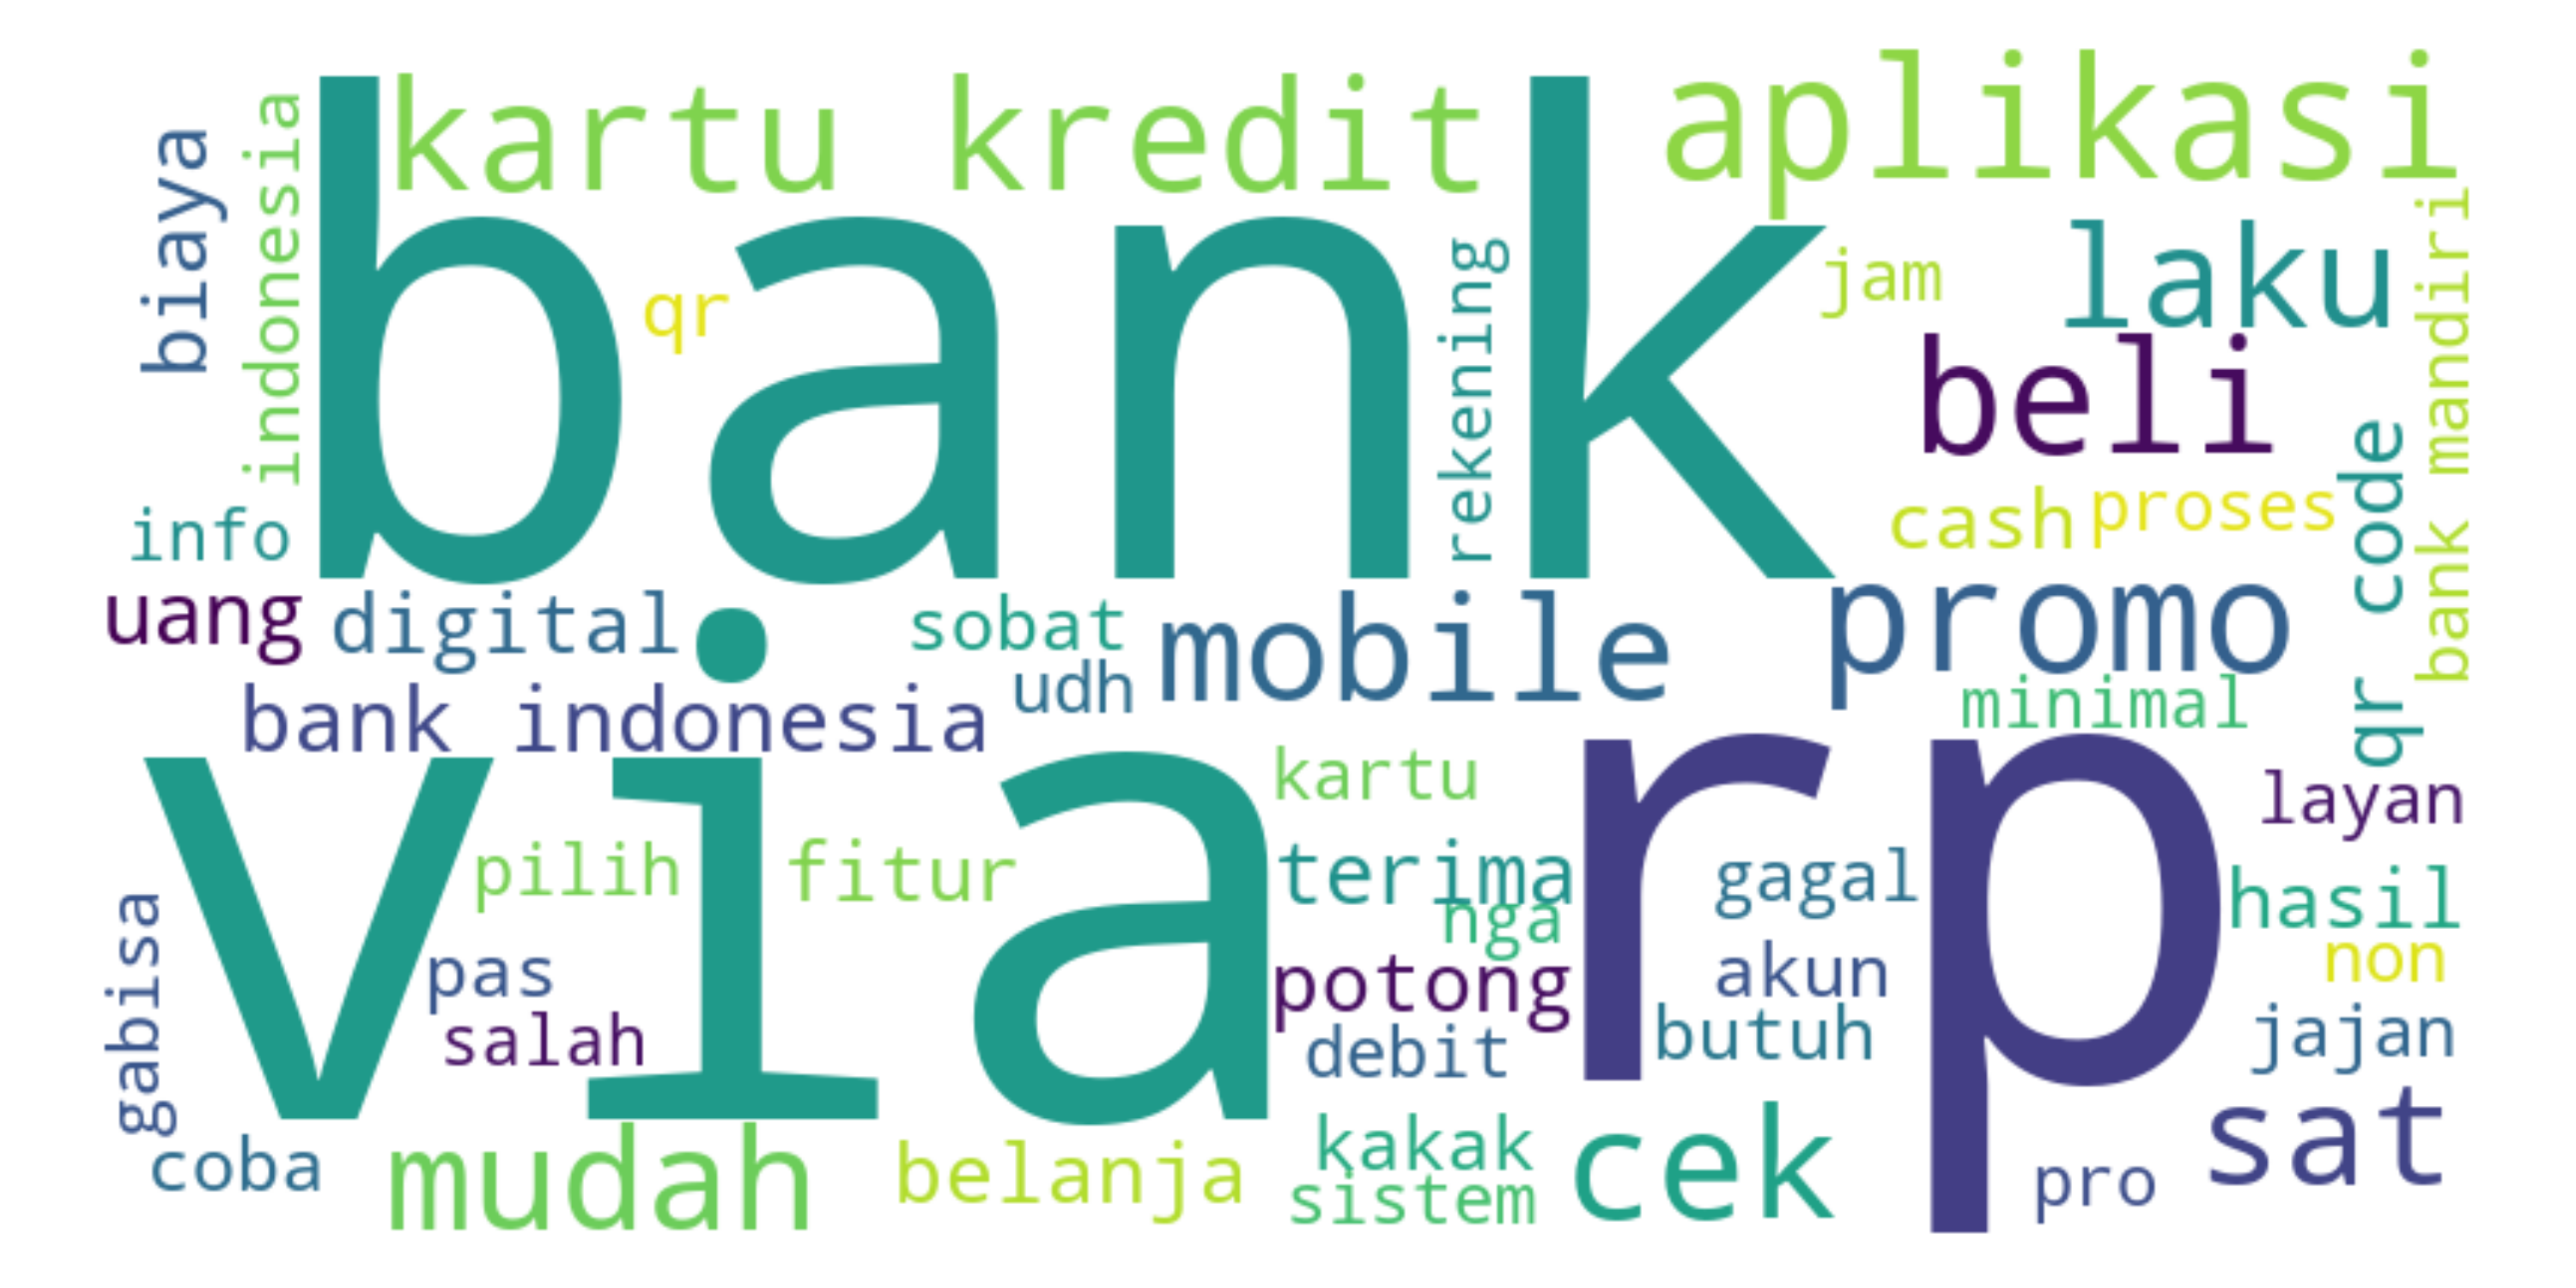 kartu kredit
aplikasi
biaya
indonesia
bank
qr
rekening
jam
laku
bank mandiri
beli
info
cash
proses
qr code
uang
digital
sobat
mobile
promo
udh
bank indonesia
minimal
via
kartu
rp
layan
pilih
fitur
terima
gagal
hasil
nga
gabisa
pas
potong
akun
non
salah
debit
butuh
jajan
coba
mudah
belanja
kakak
cek
sat
sistem
pro